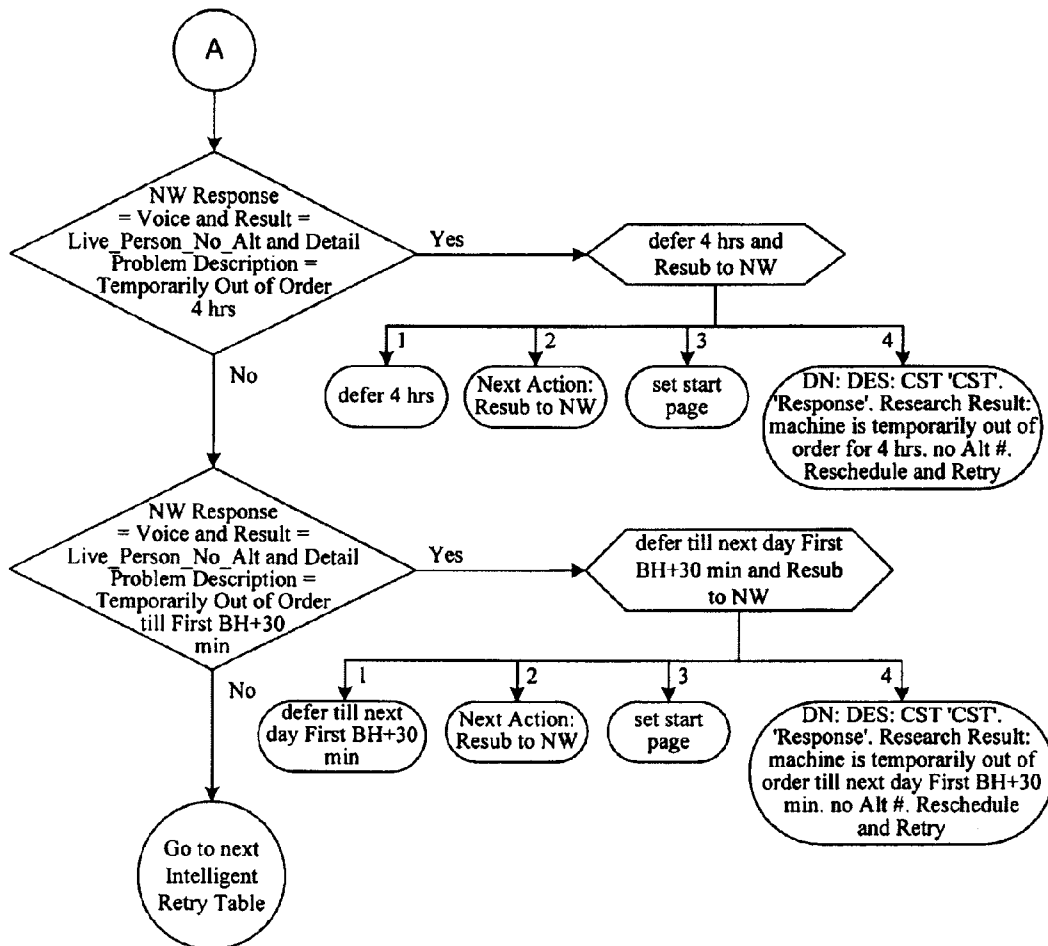 A
NW Response
= Voice and Result =
Live_Person_No_Alt and Detail
Problem Description =
Temporarily Out of Order
4 hrs
Yes
defer 4 hrs and
Resub to NW
No
1
2
3
4
defer 4 hrs
Next Action:
Resub to NW
set start
page
DN: DES: CST 'CST'.
'Response'. Research Result:
machine is temporarily out of
order for 4 hrs. no Alt #.
Reschedule and Retry
NW Response
= Voice and Result =
Live_Person_No_Alt and Detail
Problem Description =
Temporarily Out of Order
till First BH+30
min
Yes
defer till next day First
BH+30 min and Resub
to NW
No
1
2
3
4
defer till next
day First BH+30
min
Next Action:
Resub to NW
set start
page
DN: DES: CST 'CST'.
'Response'. Research Result:
machine is temporarily out of
order till next day First BH+30
min. no Alt #. Reschedule
and Retry
Go to next
Intelligent
Retry Table